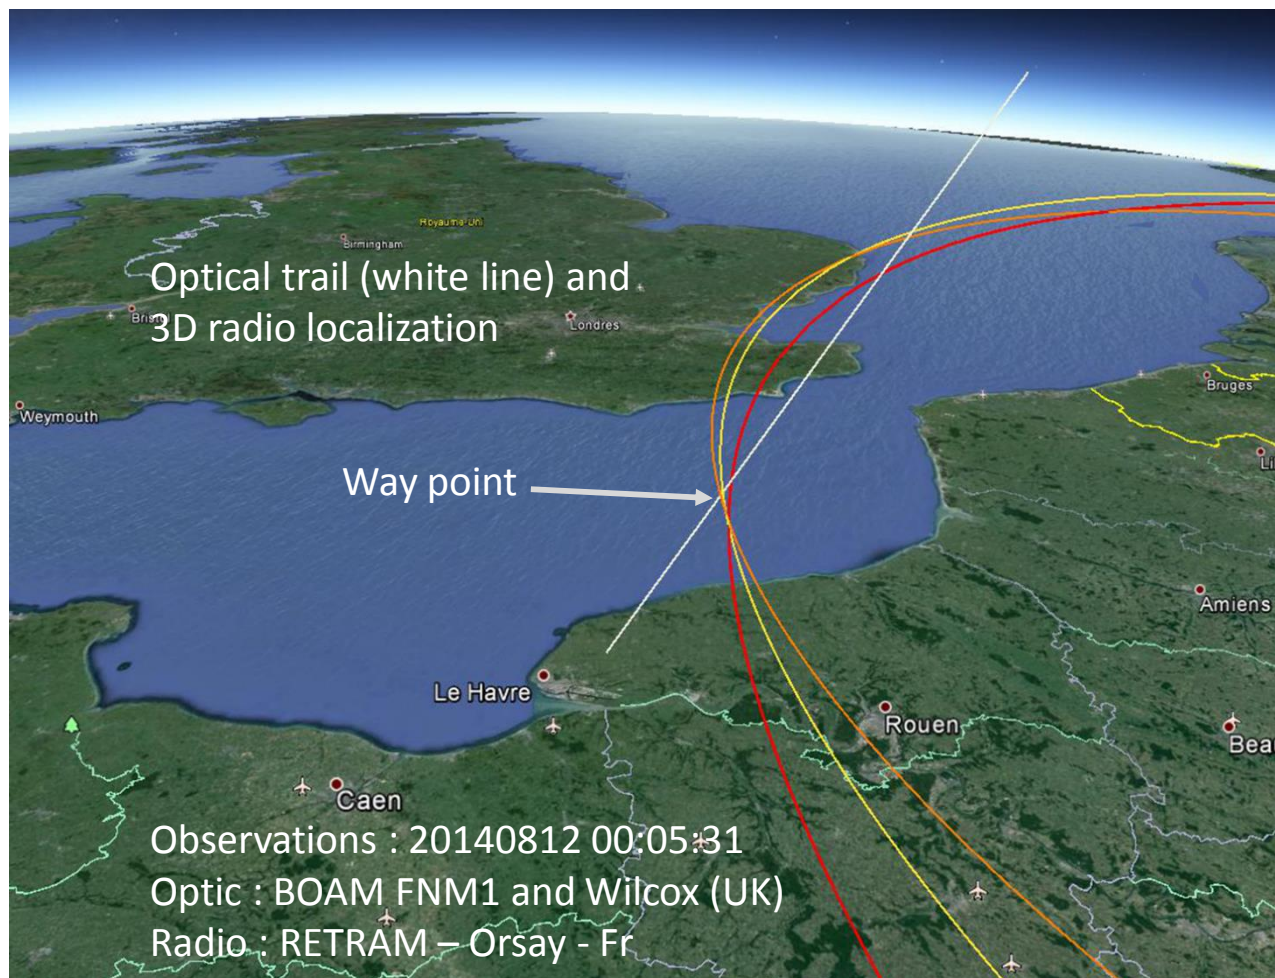 Royaume-Uni
Birmingham
Optical trail (white line) and
3D radio localization
Londres
Bruges
Weymouth
Way point
Amiens
Le Havre
Rouen
Caen
Observations : 20140812 00:05:31
Optic : BOAM FNM1 and Wilcox (UK)
Radio : RETRAM – Orsay - Fr